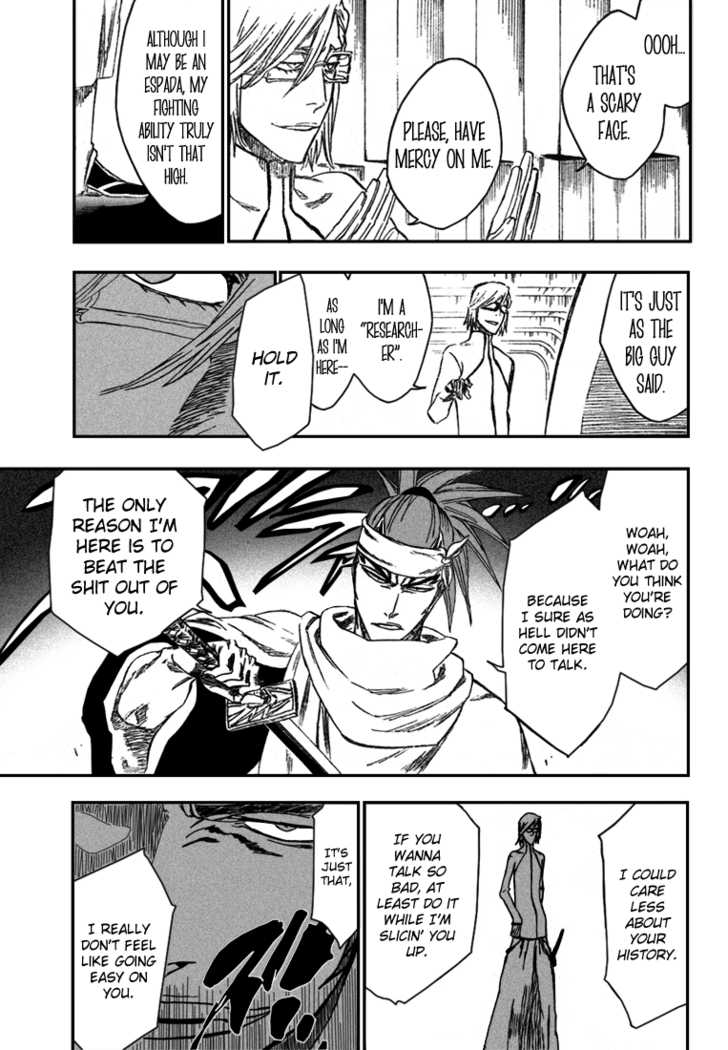 OOOH...
THAT'S
A SCARY
FACE.
PLEASE, HAVE
MERCY ON ME.
ALTHOUGH I
MAY BE AN
ESPADA, MY
FIGHTING
ABILITY TRULY
ISN'T THAT
HIGH.
IT'S JUST
AS THE
BIG GUY
SAID.
I'M A
"RESEARCH-
ER".
AS
LONG
AS I'M
HERE--
HOLD
IT.
WOAH,
WOAH,
WHAT DO
YOU THINK
YOU'RE
DOING?
BECAUSE
I SURE AS
HELL DIDN'T
COME HERE
TO TALK.
THE ONLY
REASON I'M
HERE IS TO
BEAT THE
SHIT OUT OF
YOU.
I COULD
CARE
LESS
ABOUT
YOUR
HISTORY.
IF YOU
WANNA
TALK SO
BAD, AT
LEAST DO IT
WHILE I'M
SLICIN' YOU
UP.
IT'S
JUST
THAT,
I REALLY
DON'T FEEL
LIKE GOING
EASY ON
YOU.